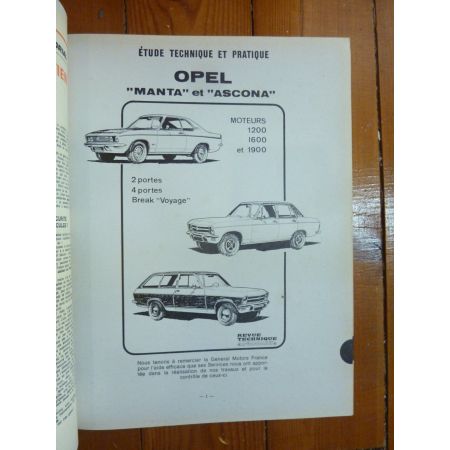 ÉTUDE TECHNIQUE ET PRATIQUE
OPEL
"MANTA" et "ASCONA"
MOTEURS
1200
1600
et 1900
2 portes
4 portes
Break "Voyage"
REVUE
TECHNIQUE
automobile
Nous tenons à remercier la General Motors France
pour l'aide efficace que ses Services nous ont appor-
tée dans la réalisation de nos travaux et pour le
contrôle de ceux-ci.
— 1 —